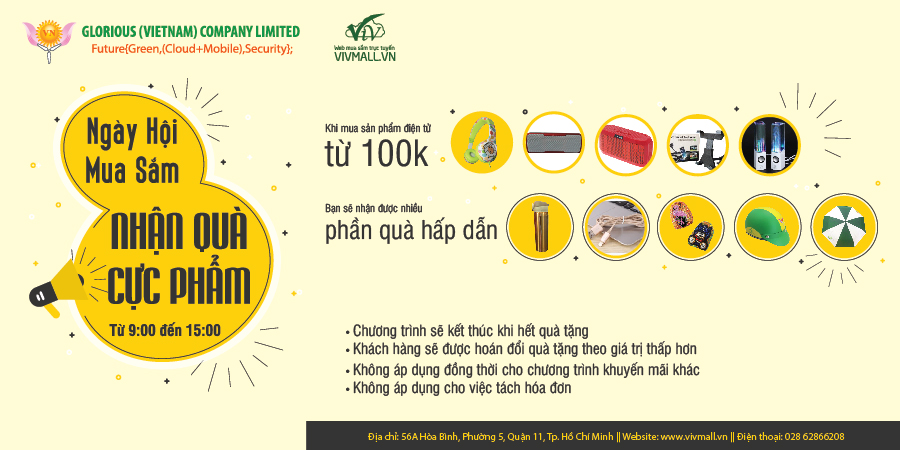 VN
GLORIOUS (VIETNAM) COMPANY LIMITED
Future{Green,(Cloud+Mobile),Security};
ViV
Web mua sắm trực tuyến
VIVMALL.VN
Ngày Hội
Mua Sắm
NHẬN QUÀ
CỰC PHẨM
Từ 9:00 đến 15:00
Khi mua sản phẩm điện tử
từ 100k
Bạn sẽ nhận được nhiều
phần quà hấp dẫn
• Chương trình sẽ kết thúc khi hết quà tặng
• Khách hàng sẽ được hoán đổi quà tặng theo giá trị thấp hơn
• Không áp dụng đồng thời cho chương trình khuyến mãi khác
• Không áp dụng cho việc tách hóa đơn
Địa chỉ: 56A Hòa Bình, Phường 5, Quận 11, Tp. Hồ Chí Minh || Website: www.vivmall.vn || Điện thoại: 028 62866208